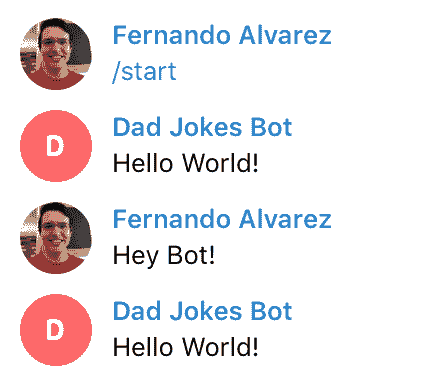 Fernando Alvarez
/start
D
Dad Jokes Bot
Hello World!
Fernando Alvarez
Hey Bot!
D
Dad Jokes Bot
Hello World!